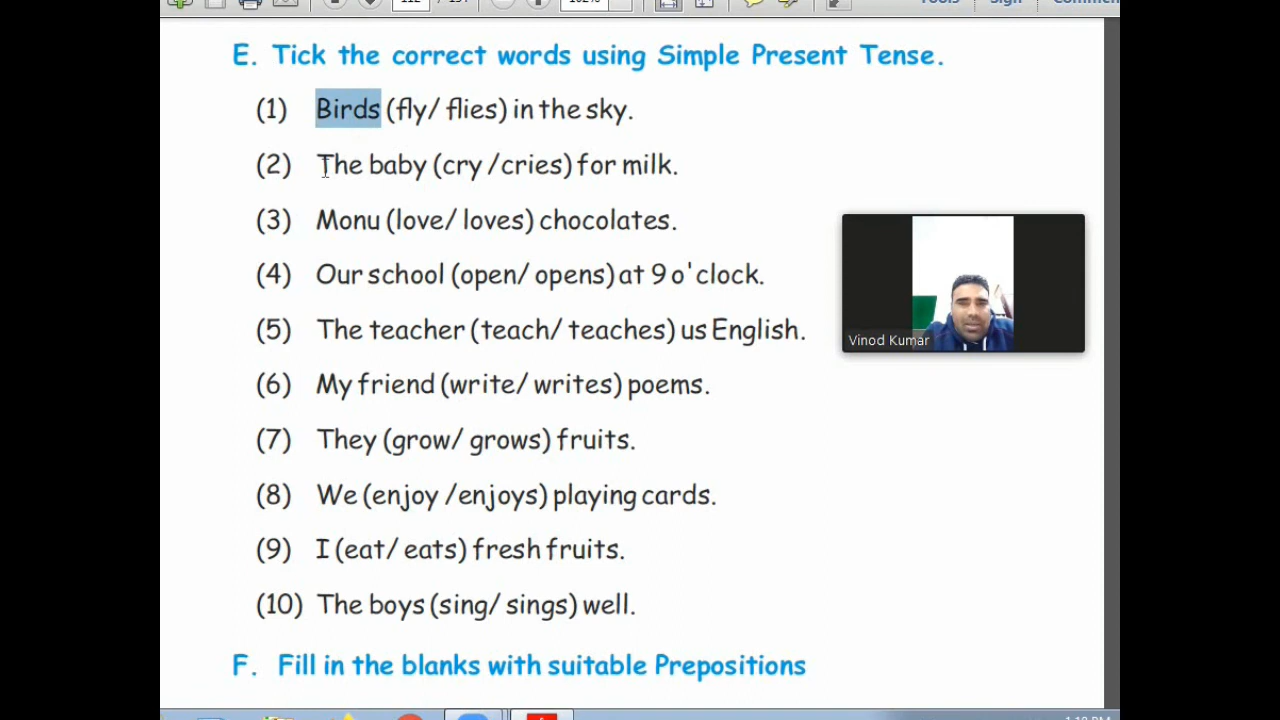 Tools Sign Comment
E. Tick the correct words using Simple Present Tense.
(1) Birds (fly/ flies) in the sky.
(2) The baby (cry /cries) for milk.
(3) Monu (love/ loves) chocolates.
(4) Our school (open/ opens) at 9 o'clock.
(5) The teacher (teach/ teaches) us English.
Vinod Kumar
(6) My friend (write/ writes) poems.
(7) They (grow/ grows) fruits.
(8) We (enjoy /enjoys) playing cards.
(9) I (eat/ eats) fresh fruits.
(10) The boys (sing/ sings) well.
F. Fill in the blanks with suitable Prepositions